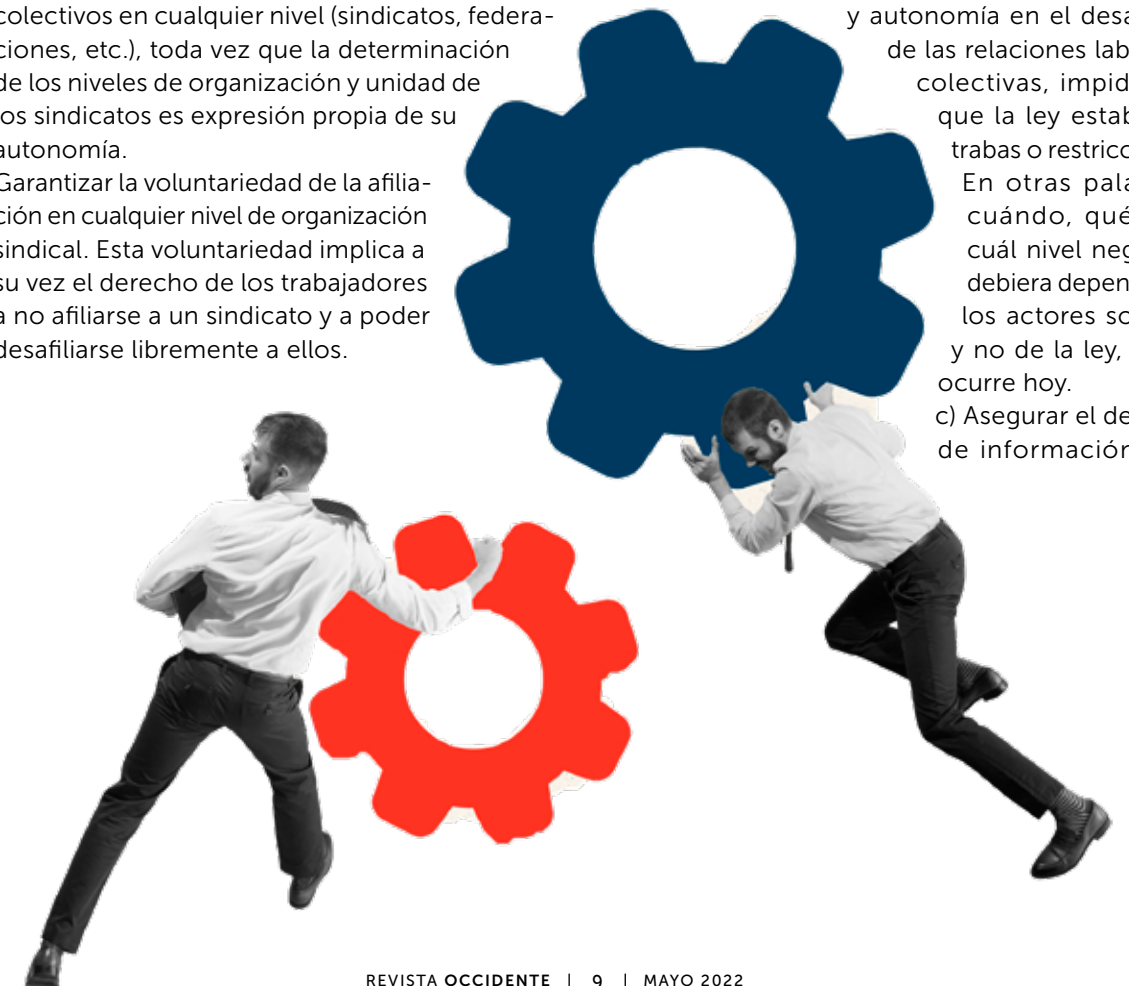 colectivos en cualquier nivel (sindicatos, federa-
ciones, etc.), toda vez que la determinación
de los niveles de organización y unidad de
los sindicatos es expresión propia de su
autonomía.
Garantizar la voluntariedad de la afilia-
ción en cualquier nivel de organización
sindical. Esta voluntariedad implica a
su vez el derecho de los trabajadores
a no afiliarse a un sindicato y a poder
desafiliarse libremente a ellos.
y autonomía en el desa
de las relaciones lab
colectivas, impid
que la ley estab
trabas o restricc
En otras pala
cuándo, qué
cuál nivel neg
debiera depen
los actores so
y no de la ley,
ocurre hoy.
c) Asegurar el de
de información
REVISTA OCCIDENTE | 9 | MAYO 2022